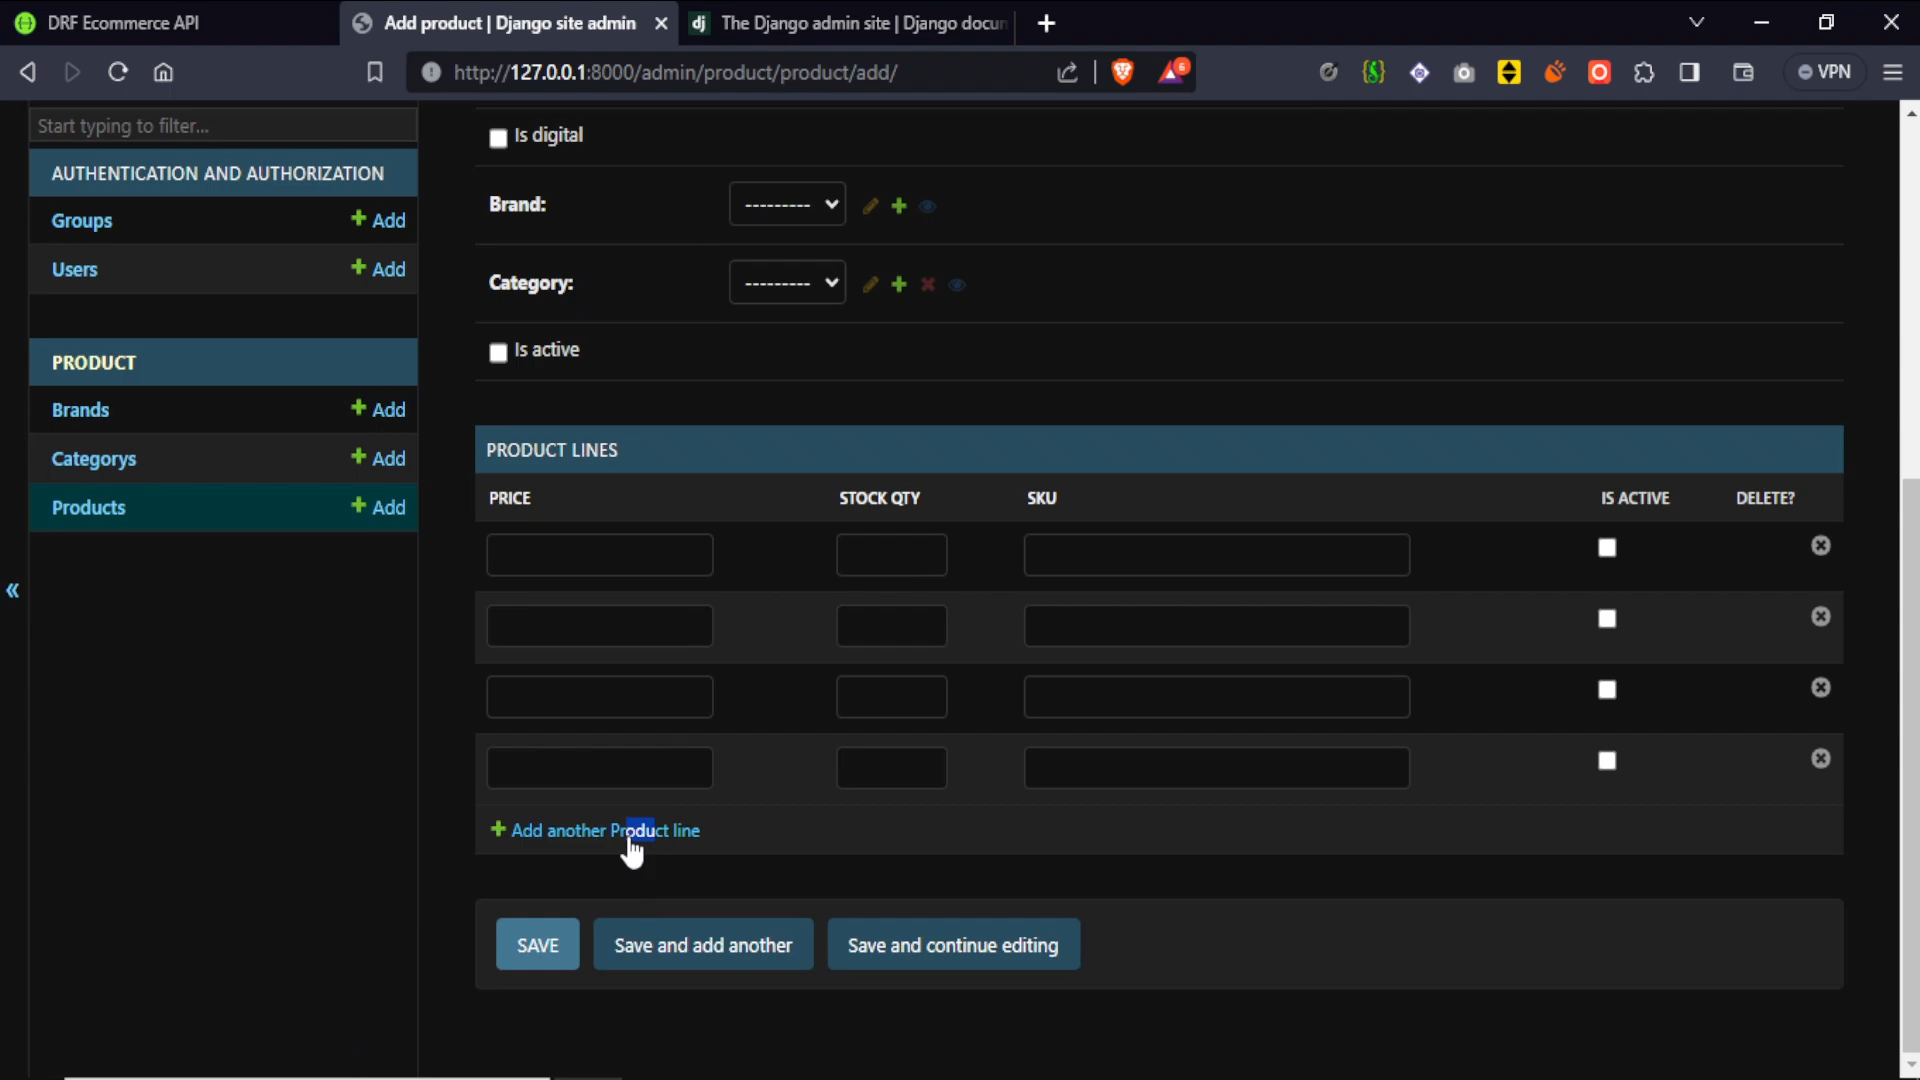 DRF Ecommerce API
Add product | Django site admin
The Django admin site | Django docum
http://127.0.0.1:8000/admin/product/product/add/
6
VPN
Start typing to filter...
AUTHENTICATION AND AUTHORIZATION
Groups
Add
Users
Add
PRODUCT
Brands
Add
Categorys
Add
Products
Add
Is digital
Brand:
---------
Category:
---------
Is active
PRODUCT LINES
PRICE
STOCK QTY
SKU
IS ACTIVE
DELETE?
Add another Product line
SAVE
Save and add another
Save and continue editing